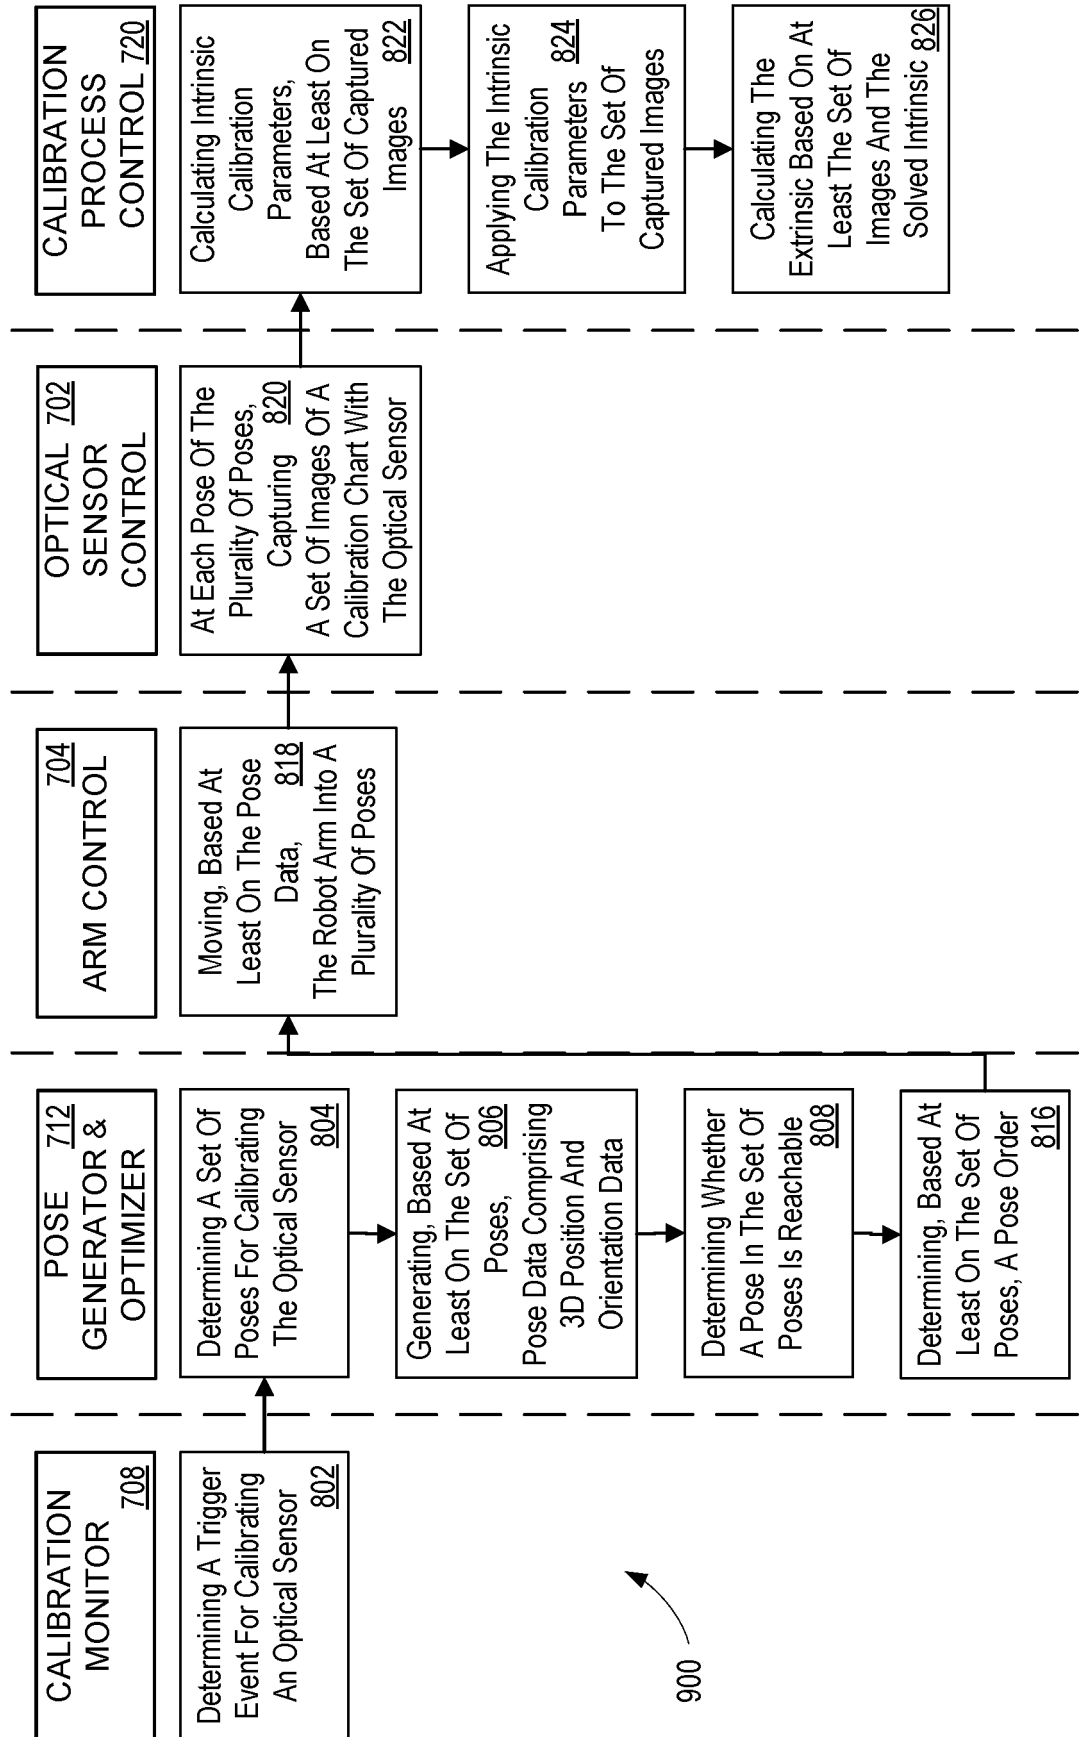 CALIBRATION
MONITOR 708
Determining A Trigger
Event For Calibrating
An Optical Sensor
802
POSE 712
GENERATOR &
OPTIMIZER
Determining A Set Of
Poses For Calibrating
The Optical Sensor
804
Generating, Based At
Least On The Set Of
Poses, 806
Pose Data Comprising
3D Position And
Orientation Data
Determining Whether
A Pose In The Set Of
Poses Is Reachable
808
Determining, Based At
Least On The Set Of
Poses, A Pose Order
816
704
ARM CONTROL
Moving, Based At
Least On The Pose
Data, 818
The Robot Arm Into A
Plurality Of Poses
OPTICAL 702
SENSOR
CONTROL
At Each Pose Of The
Plurality Of Poses,
Capturing 820
A Set Of Images Of A
Calibration Chart With
The Optical Sensor
CALIBRATION
PROCESS
CONTROL 720
Calculating Intrinsic
Calibration
Parameters,
Based At Least On
The Set Of Captured
Images 822
Applying The Intrinsic
Calibration
Parameters 824
To The Set Of
Captured Images
Calculating The
Extrinsic Based On At
Least The Set Of
Images And The
Solved Intrinsic 826
900